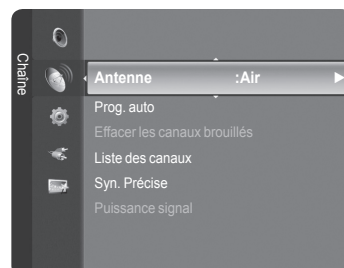 Chaîne
Antenne :Air
Prog. auto
Effacer les canaux brouillés
Liste des canaux
Syn. Précise
Puissance signal